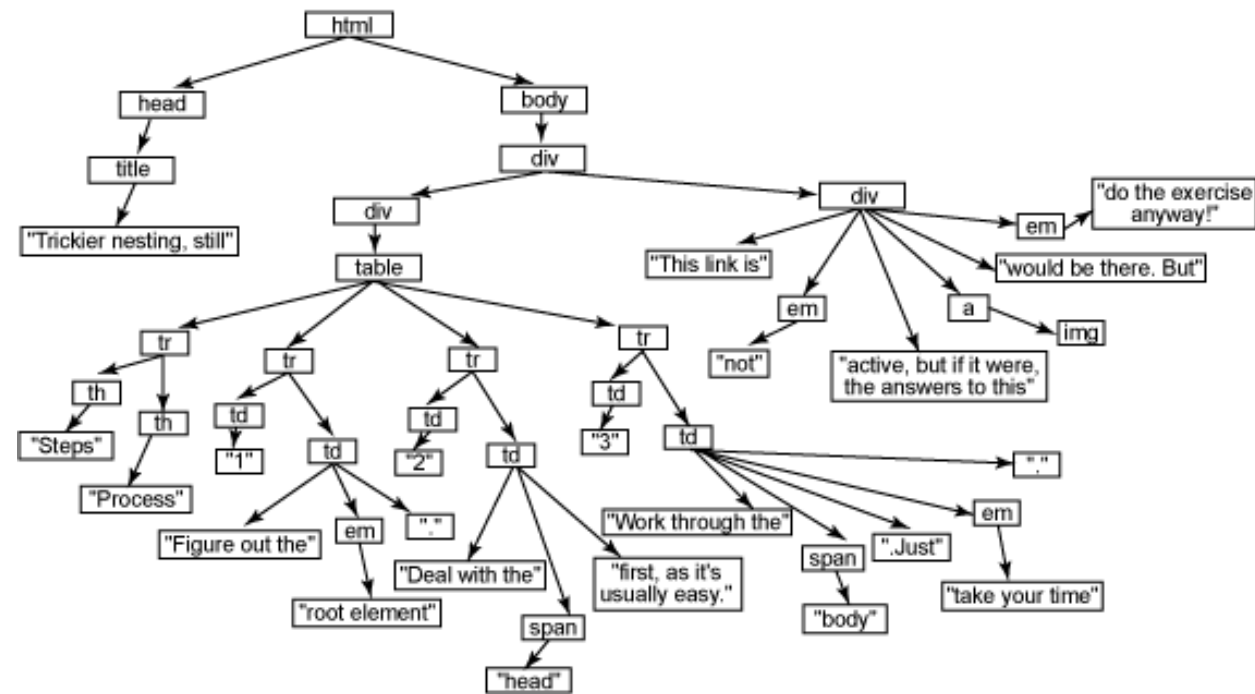 html
head
body
title
div
div
div
"do the exercise
anyway!"
em
"Trickier nesting, still"
table
"This link is"
"would be there. But"
em
a
img
tr
tr
tr
tr
"not"
"active, but if it were,
the answers to this"
th
th
td
td
td
"Steps"
"1"
td
"2"
td
"3"
td
"."
"Process"
"Figure out the"
em
"."
"Work through the"
em
"Deal with the"
"first, as it's
usually easy."
span
".Just"
"root element"
"take your time"
span
"body"
"head"